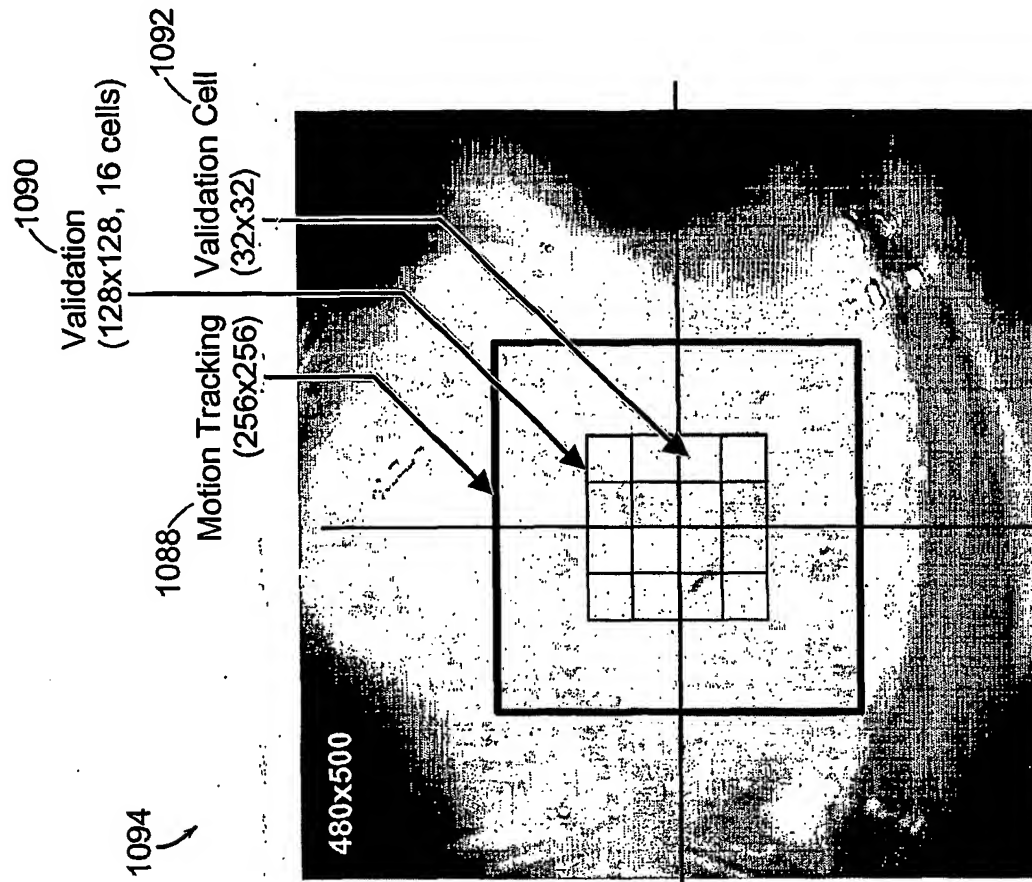 1094
1088
Motion Tracking
(256x256)
1090
Validation
(128x128, 16 cells)
1092
Validation Cell
(32x32)
480x500